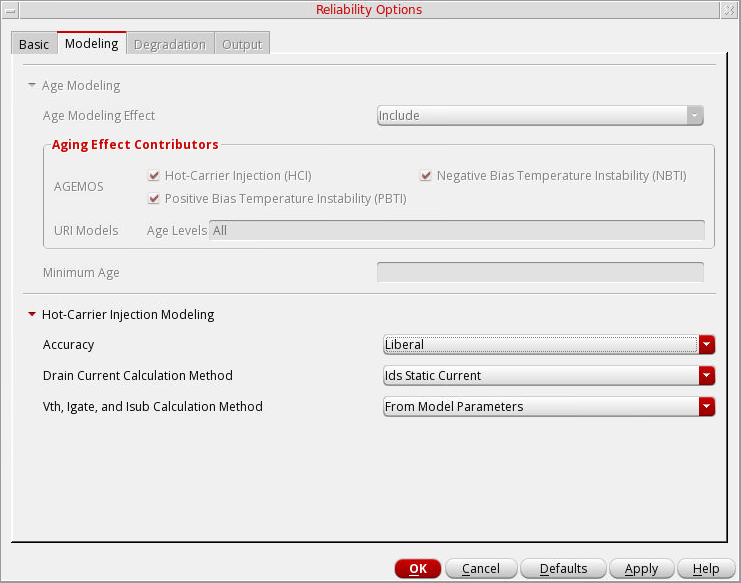 Reliability Options
Basic Modeling Degradation Output
Age Modeling
Age Modeling Effect Include
Aging Effect Contributors
AGEMOS Hot-Carrier Injection (HCI) Negative Bias Temperature Instability (NBTI)
Positive Bias Temperature Instability (PBTI)
URI Models Age Levels All
Minimum Age
Hot-Carrier Injection Modeling
Accuracy Liberal
Drain Current Calculation Method Ids Static Current
Vth, Igate, and Isub Calculation Method From Model Parameters
OK Cancel Defaults Apply Help